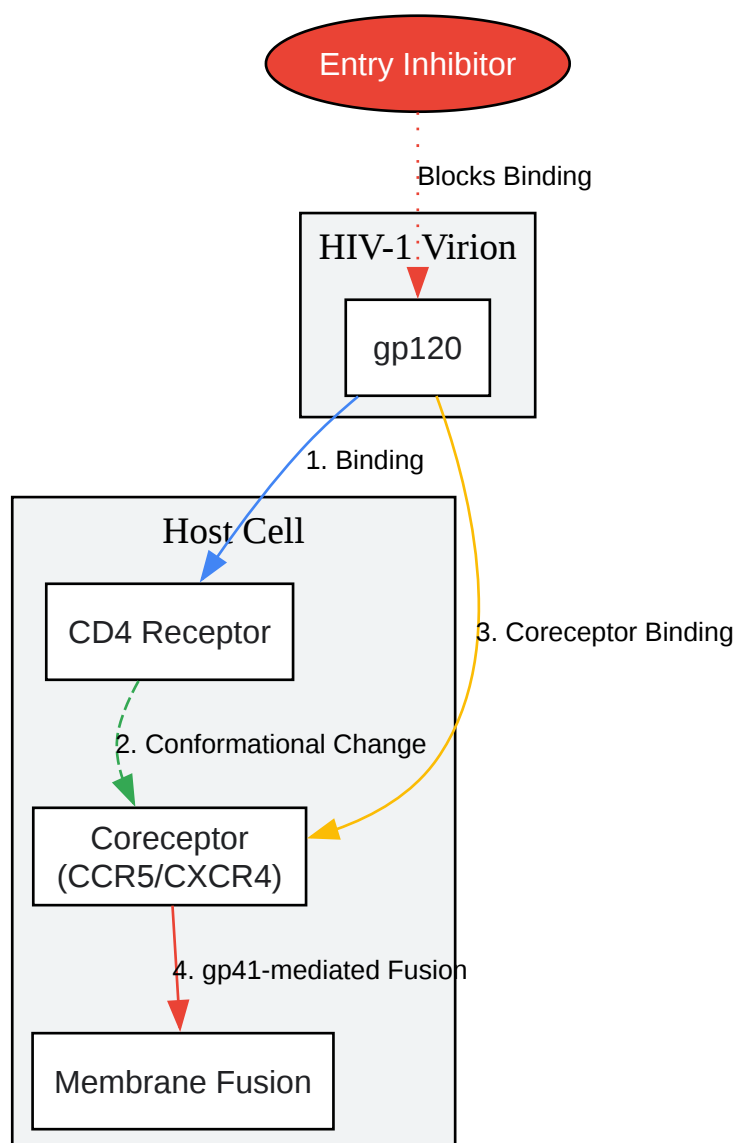 Entry Inhibitor
Blocks Binding
HIV-1 Virion
gp120
1. Binding
Host Cell
CD4 Receptor
3. Coreceptor Binding
2. Conformational Change
Coreceptor
(CCR5/CXCR4)
4. gp41-mediated Fusion
Membrane Fusion